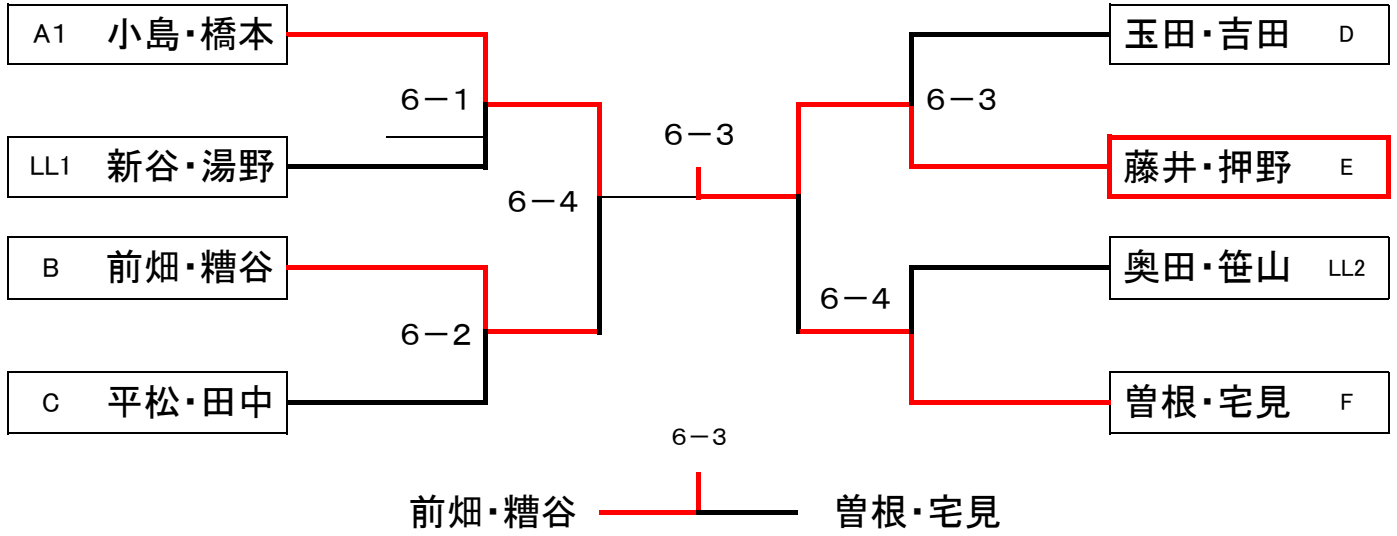 A1 小島・橋本
6－1
LL1 新谷・湯野
6－4
B 前畑・糟谷
6－2
C 平松・田中
6－3
玉田・吉田 D
6－3
藤井・押野 E
奥田・笹山 LL2
6－4
曽根・宅見 F
6－3
前畑・糟谷 曽根・宅見